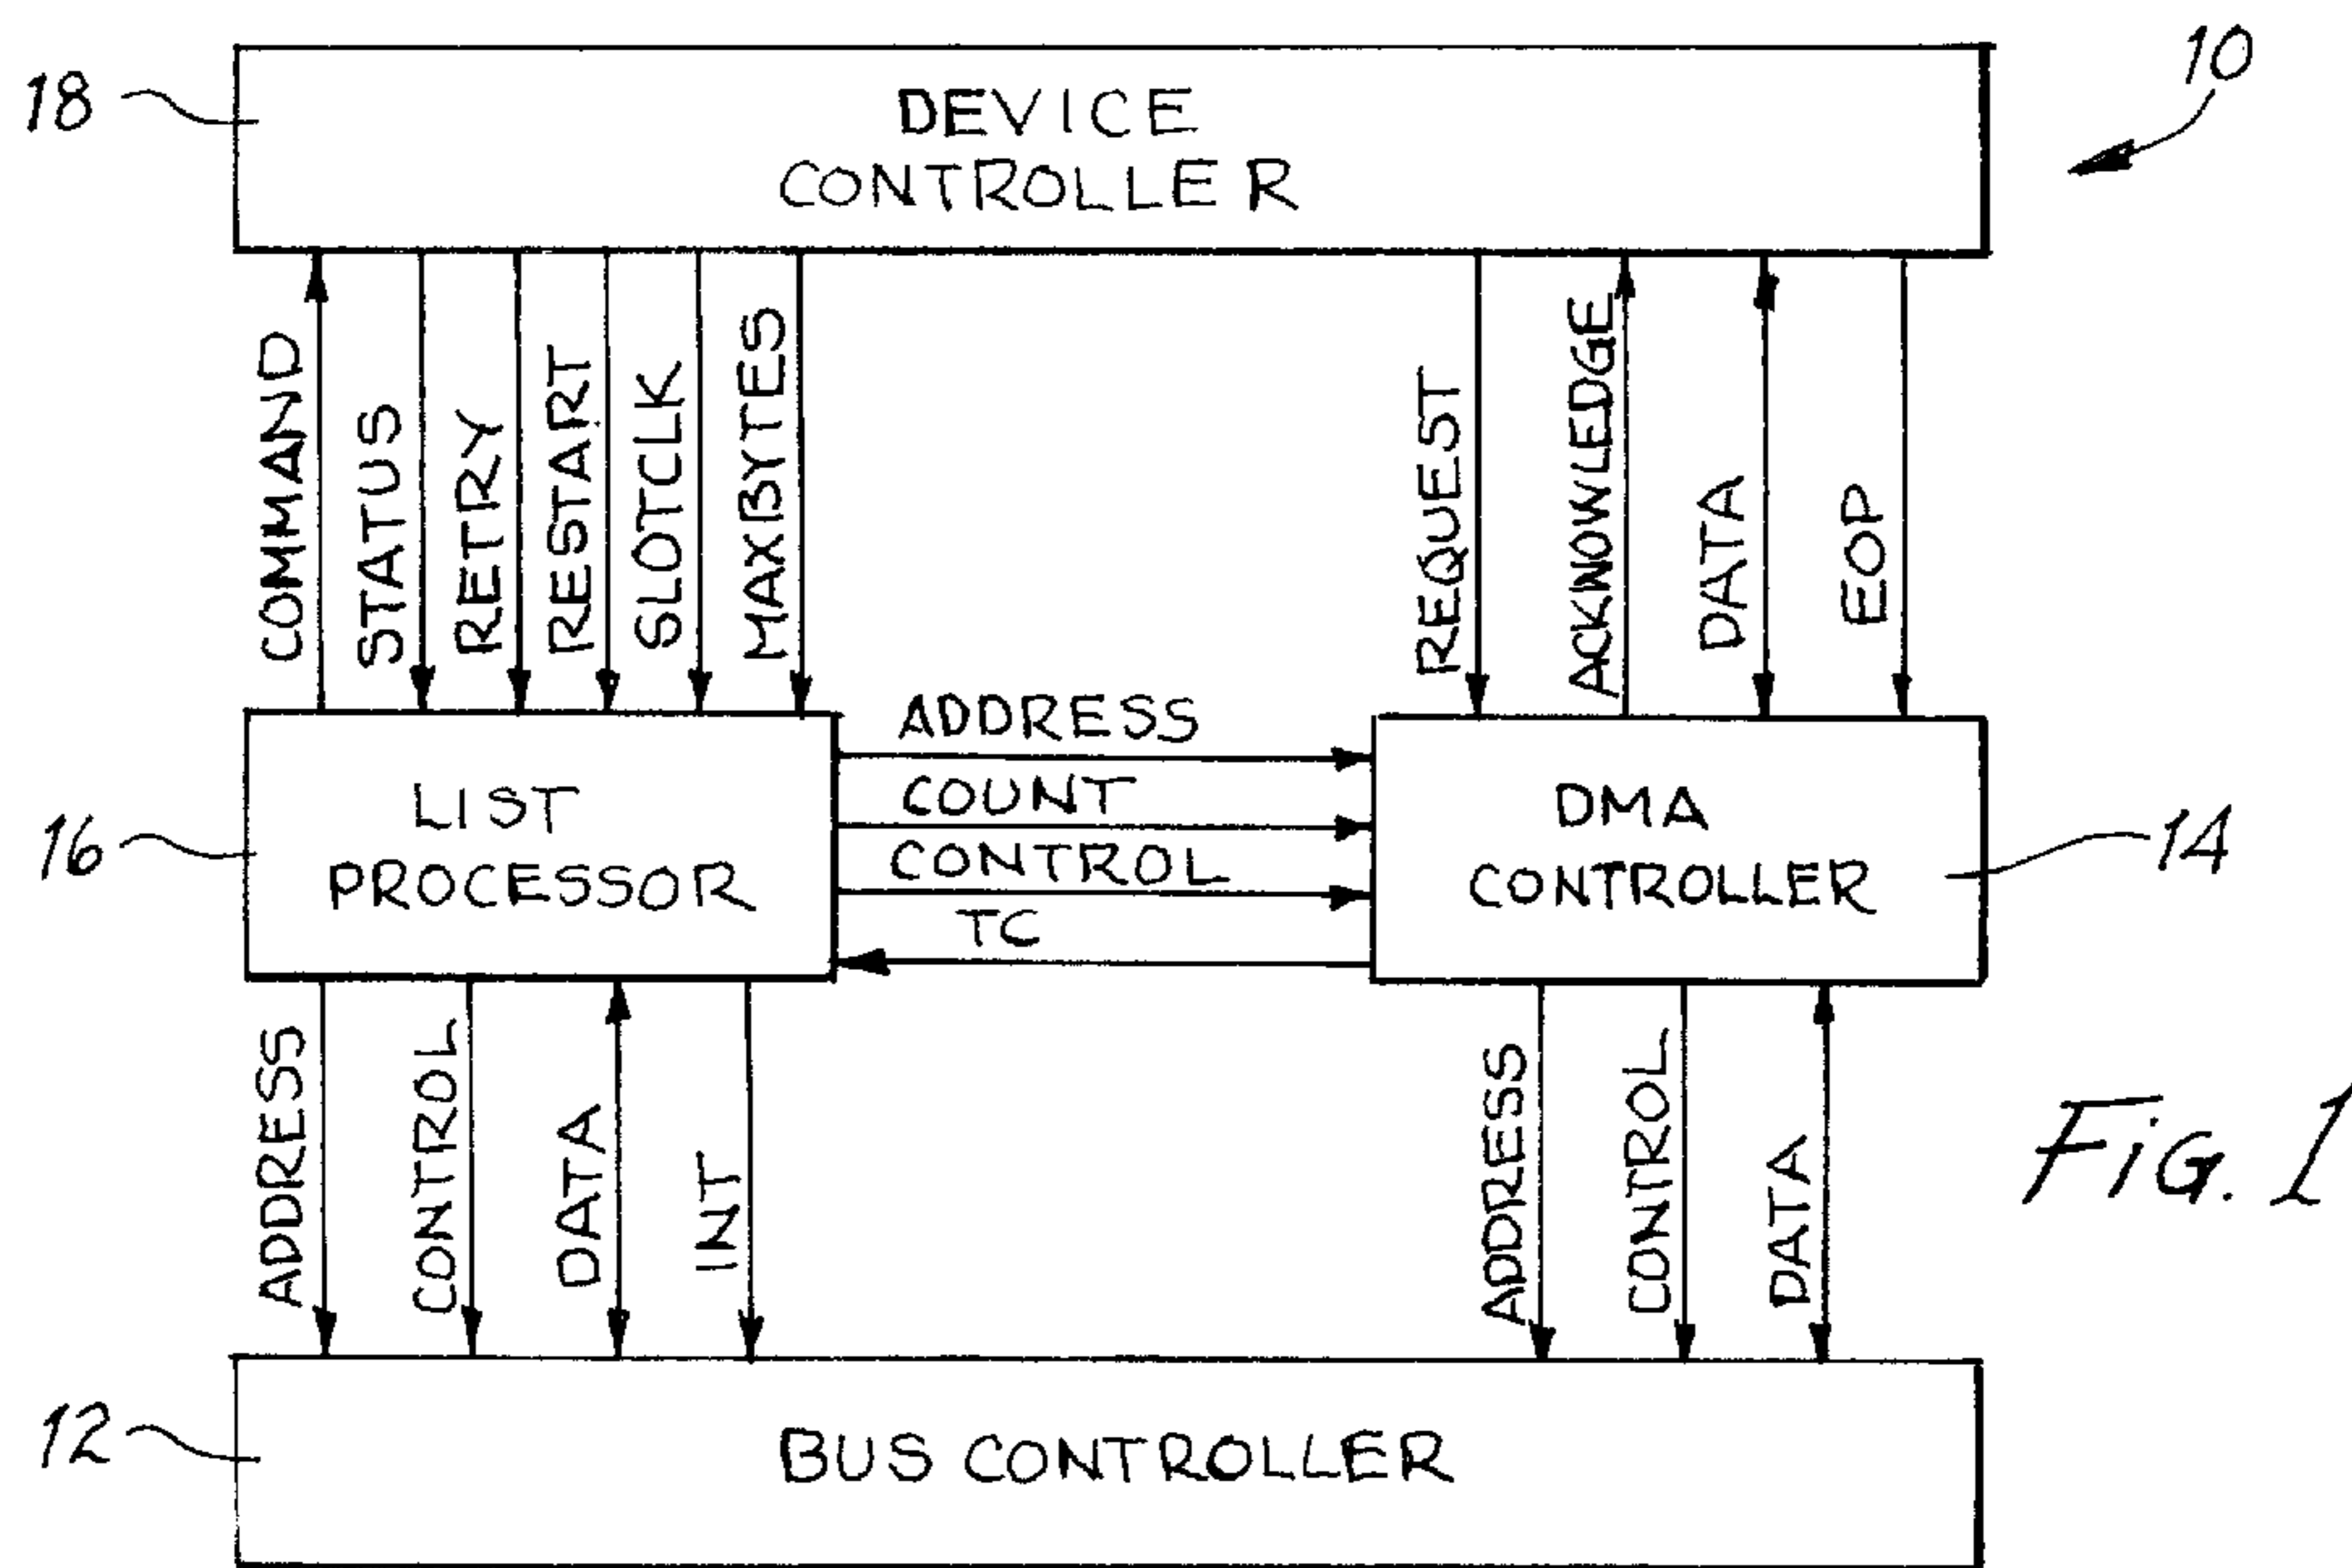 10
18
DEVICE
CONTROLLER
COMMAND
STATUS
RETRY
RESTART
SLOTCLK
MAXBYTES
REQUEST
ACKNOWLEDGE
DATA
EOP
ADDRESS
COUNT
CONTROL
TC
16
LIST
PROCESSOR
DMA
CONTROLLER
14
ADDRESS
CONTROL
DATA
INT
ADDRESS
CONTROL
DATA
FIG. 1
12
BUS CONTROLLER